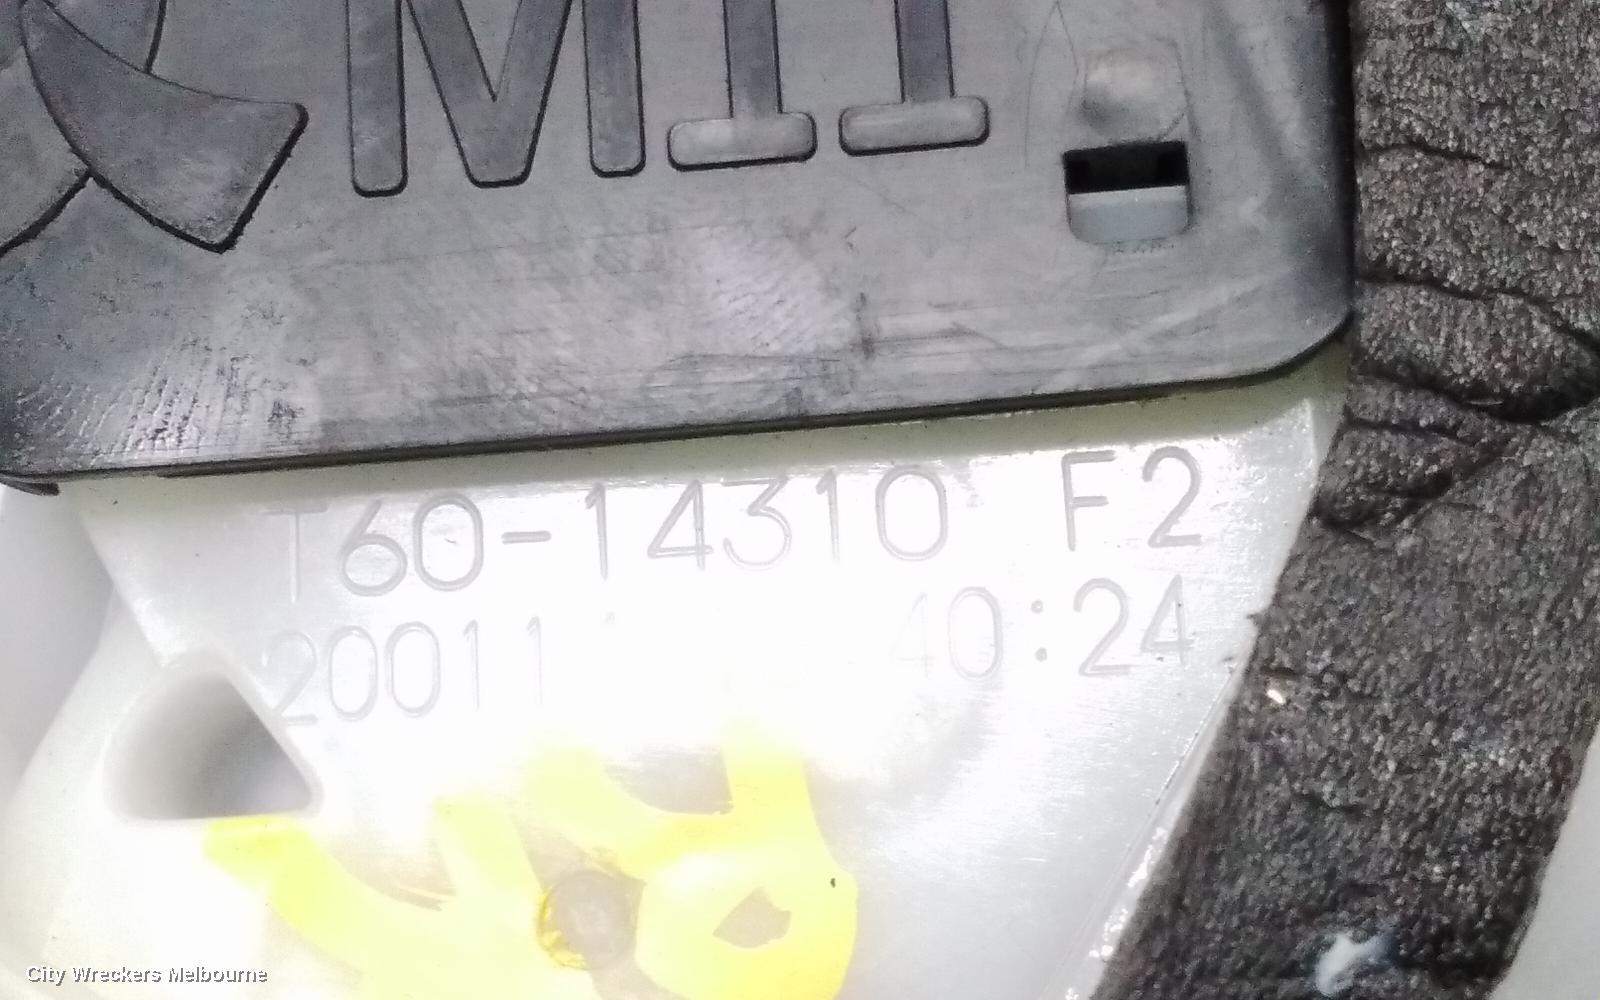 MII
T60-14310 F2
40:24
City Wreckers Melbourne